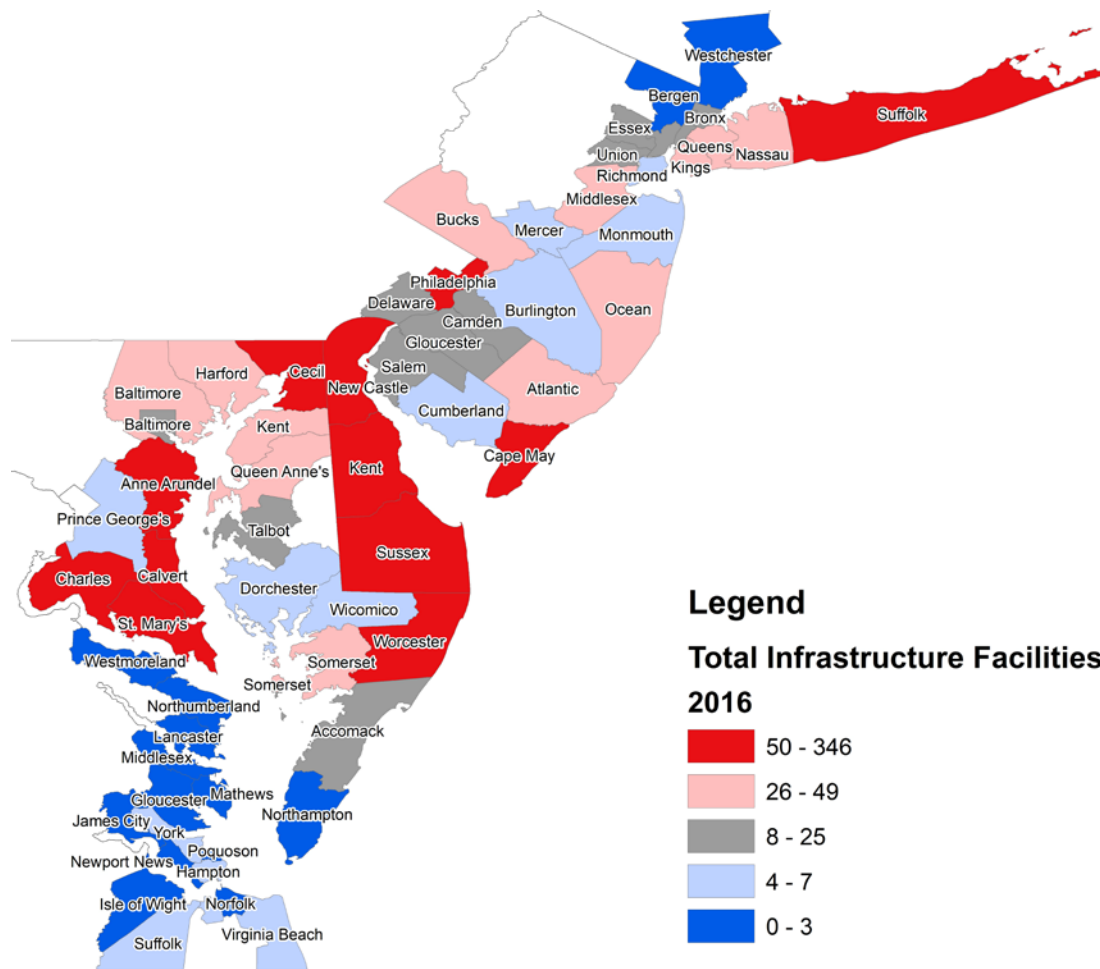 Westchester
Bergen
Suffolk
Bronx
Essex
Queens
Union
Nassau
Kings
Richmond
Middlesex
Bucks
Mercer
Monmouth
Philadelphia
Delaware
Burlington
Ocean
Camden
Gloucester
Salem
Cecil
Harford
New Castle
Atlantic
Baltimore
Cumberland
Baltimore
Kent
Cape May
Queen Anne's
Kent
Anne Arundel
Prince George's
Talbot
Sussex
Calvert
Charles
Dorchester
Wicomico
St. Mary's
Worcester
Westmoreland
Somerset
Somerset
Northumberland
Accomack
Lancaster
Middlesex
Mathews
Gloucester
Northampton
James City
York
Poquoson
Newport News
Hampton
Isle of Wight
Norfolk
Virginia Beach
Suffolk
Legend
Total Infrastructure Facilities
2016
50 - 346
26 - 49
8 - 25
4 - 7
0 - 3